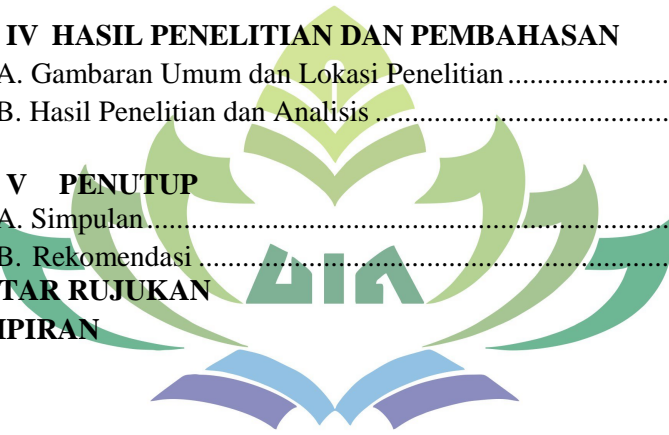 IV HASIL PENELITIAN DAN PEMBAHASAN
A. Gambaran Umum dan Lokasi Penelitian.....................
B. Hasil Penelitian dan Analisis.......................................
V PENUTUP
A. Simpulan.......................................................................
B. Rekomendasi................................................................
TAR RUJUKAN
IPIRAN